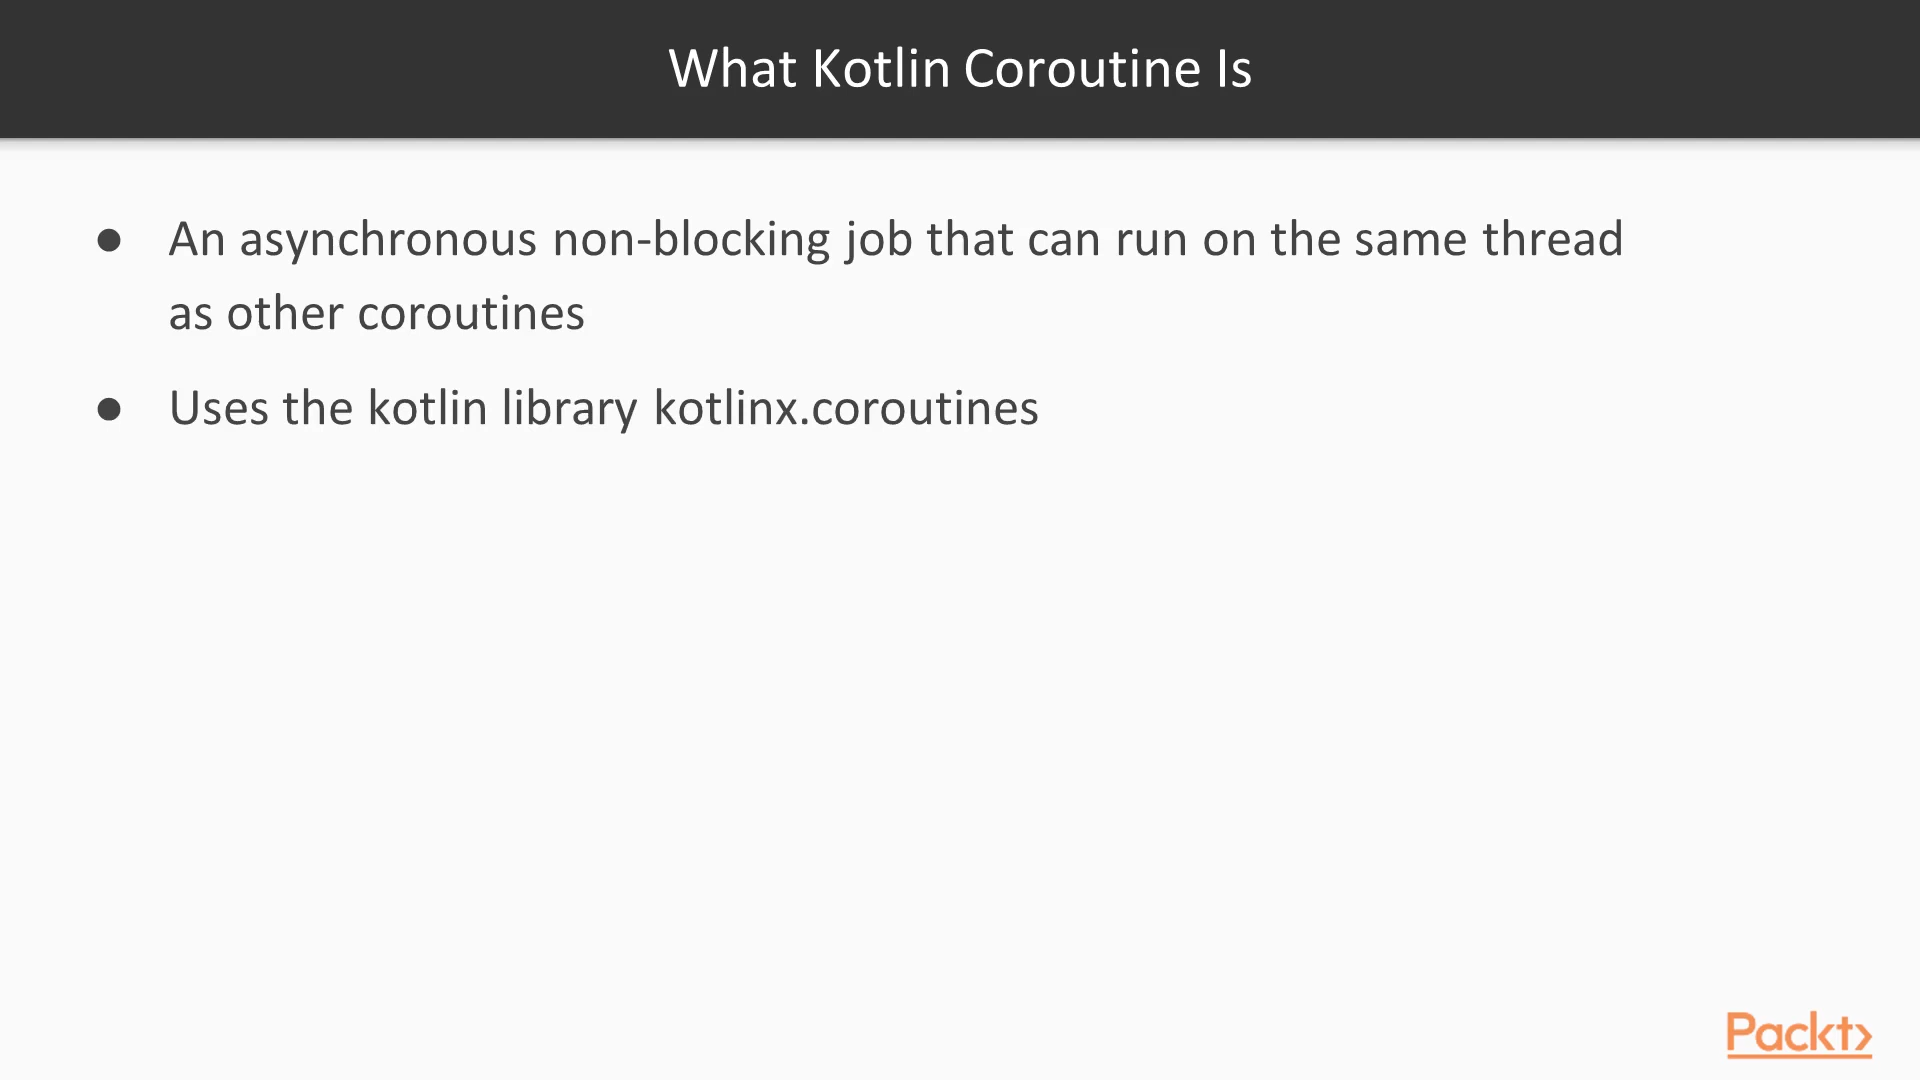 What Kotlin Coroutine Is
● An asynchronous non-blocking job that can run on the same thread
as other coroutines
● Uses the kotlin library kotlinx.coroutines
Packt>